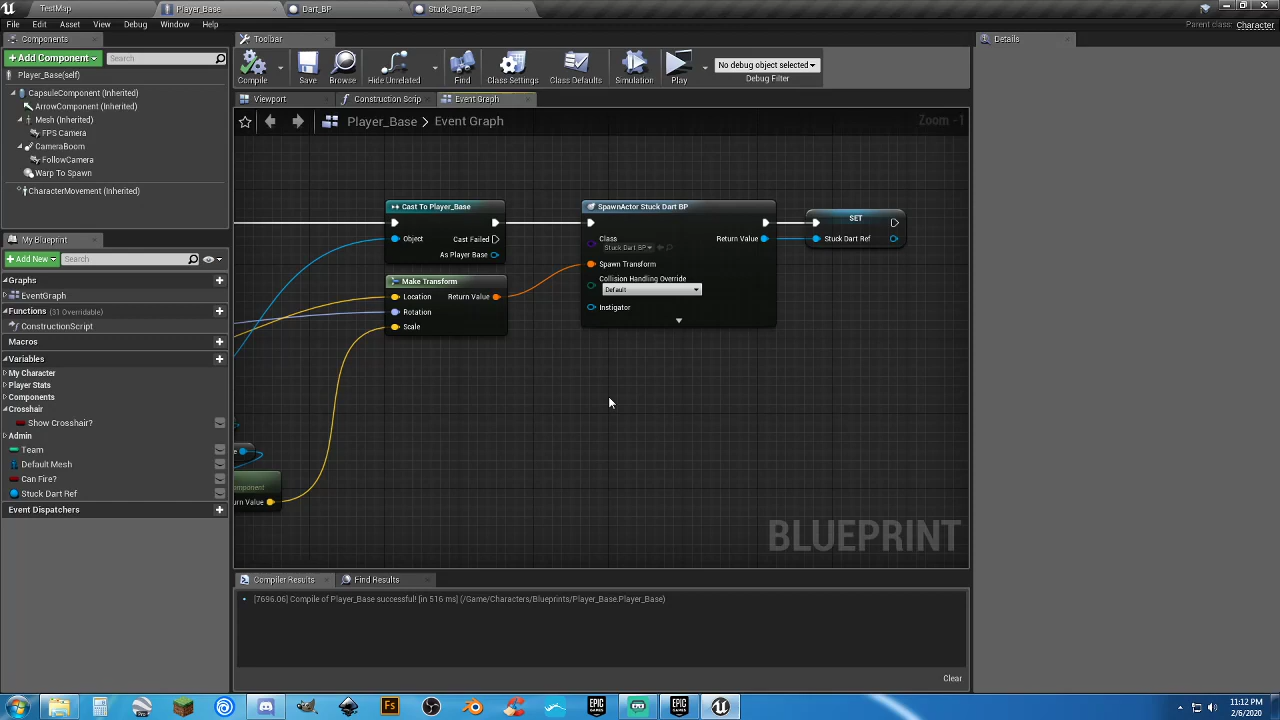 TestMap
Player_Base
Dart_BP
Stuck_Dart_BP
File
Edit
Asset
View
Debug
Window
Help
Parent class: Character
Components
Toolbar
Details
Add Component
Search
Compile
Save
Browse
Hide Unrelated
Find
Class Settings
Class Defaults
Simulation
Play
No debug object selected
Debug Filter
Player_Base(self)
CapsuleComponent (Inherited)
ArrowComponent (Inherited)
Mesh (Inherited)
FPS Camera
CameraBoom
FollowCamera
Warp To Spawn
CharacterMovement (Inherited)
Viewport
Construction Scrip
Event Graph
Player_Base > Event Graph
Zoom -1
Cast To Player_Base
Object
Cast Failed
As Player Base
Make Transform
Location
Return Value
Rotation
Scale
SpawnActor Stuck Dart BP
Class
Stuck Dart BP
Return Value
Spawn Transform
Collision Handling Override
Default
Instigator
SET
Stuck Dart Ref
urn Value
BLUEPRINT
My Blueprint
Add New
Search
Graphs
EventGraph
Functions (31 Overridable)
ConstructionScript
Macros
Variables
My Character
Player Stats
Components
Crosshair
Show Crosshair?
Admin
Team
Default Mesh
Can Fire?
Stuck Dart Ref
Event Dispatchers
Compiler Results
Find Results
[7696.06] Compile of Player_Base successful! [in 516 ms] (/Game/Characters/Blueprints/Player_Base.Player_Base)
Clear
11:12 PM
2/6/2020